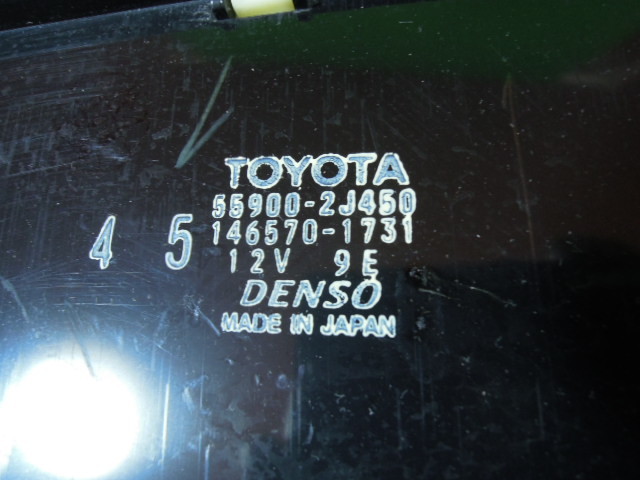 TOYOTA
55900-2J450
146570-1731
4 5
12V 9E
DENSO
MADE IN JAPAN